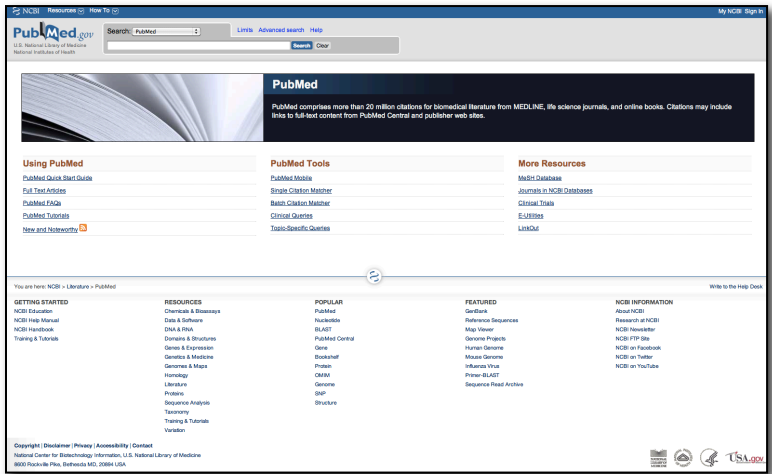 NCBI Resources How To My NCBI Sign In
PubMed.gov
U.S. National Library of Medicine
National Institutes of Health
Search: PubMed
Limits Advanced search Help
Search Clear
PubMed
PubMed comprises more than 20 million citations for biomedical literature from MEDLINE, life science journals, and online books. Citations may include
links to full-text content from PubMed Central and publisher web sites.
Using PubMed
PubMed Quick Start Guide
Full Text Articles
PubMed FAQs
PubMed Tutorials
New and Noteworthy
PubMed Tools
PubMed Mobile
Single Citation Matcher
Batch Citation Matcher
Clinical Queries
Topic-Specific Queries
More Resources
MeSH Database
Journals in NCBI Databases
Clinical Trials
E-Utilities
LinkOut
You are here: NCBI > Literature > PubMed
Write to the Help Desk
GETTING STARTED
NCBI Education
NCBI Help Manual
NCBI Handbook
Training & Tutorials
RESOURCES
Chemicals & Bioassays
Data & Software
DNA & RNA
Domains & Structures
Genes & Expression
Genetics & Medicine
Genomes & Maps
Homology
Literature
Proteins
Sequence Analysis
Taxonomy
Training & Tutorials
Variation
POPULAR
PubMed
Nucleotide
BLAST
PubMed Central
Gene
Bookshelf
Protein
OMIM
Genome
SNP
Structure
FEATURED
GenBank
Reference Sequences
Map Viewer
Genome Projects
Human Genome
Mouse Genome
Influenza Virus
Primer-BLAST
Sequence Read Archive
NCBI INFORMATION
About NCBI
Research at NCBI
NCBI Newsletter
NCBI FTP Site
NCBI on Facebook
NCBI on Twitter
NCBI on YouTube
Copyright | Disclaimer | Privacy | Accessibility | Contact
National Center for Biotechnology Information, U.S. National Library of Medicine
8600 Rockville Pike, Bethesda MD, 20894 USA
USA.gov